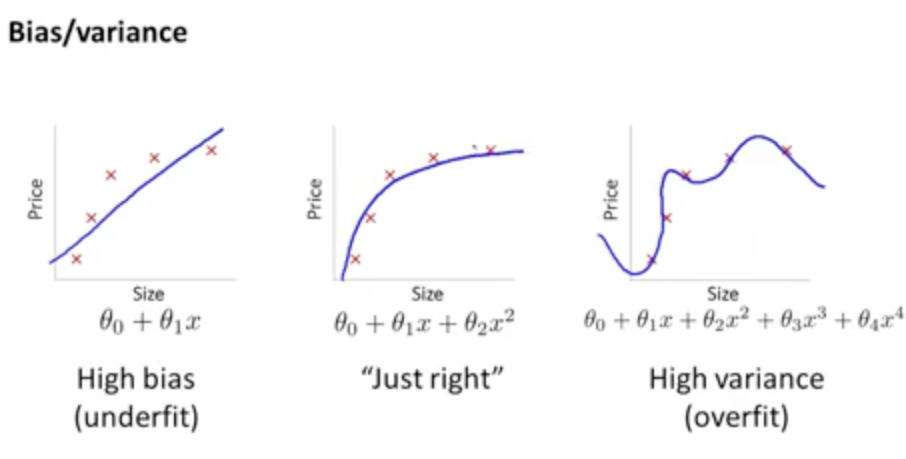 Bias/variance
Price
Size
θ₀ + θ₁x
High bias
(underfit)
Price
Size
θ₀ + θ₁x + θ₂x²
“Just right”
Price
Size
θ₀ + θ₁x + θ₂x² + θ₃x³ + θ₄x⁴
High variance
(overfit)